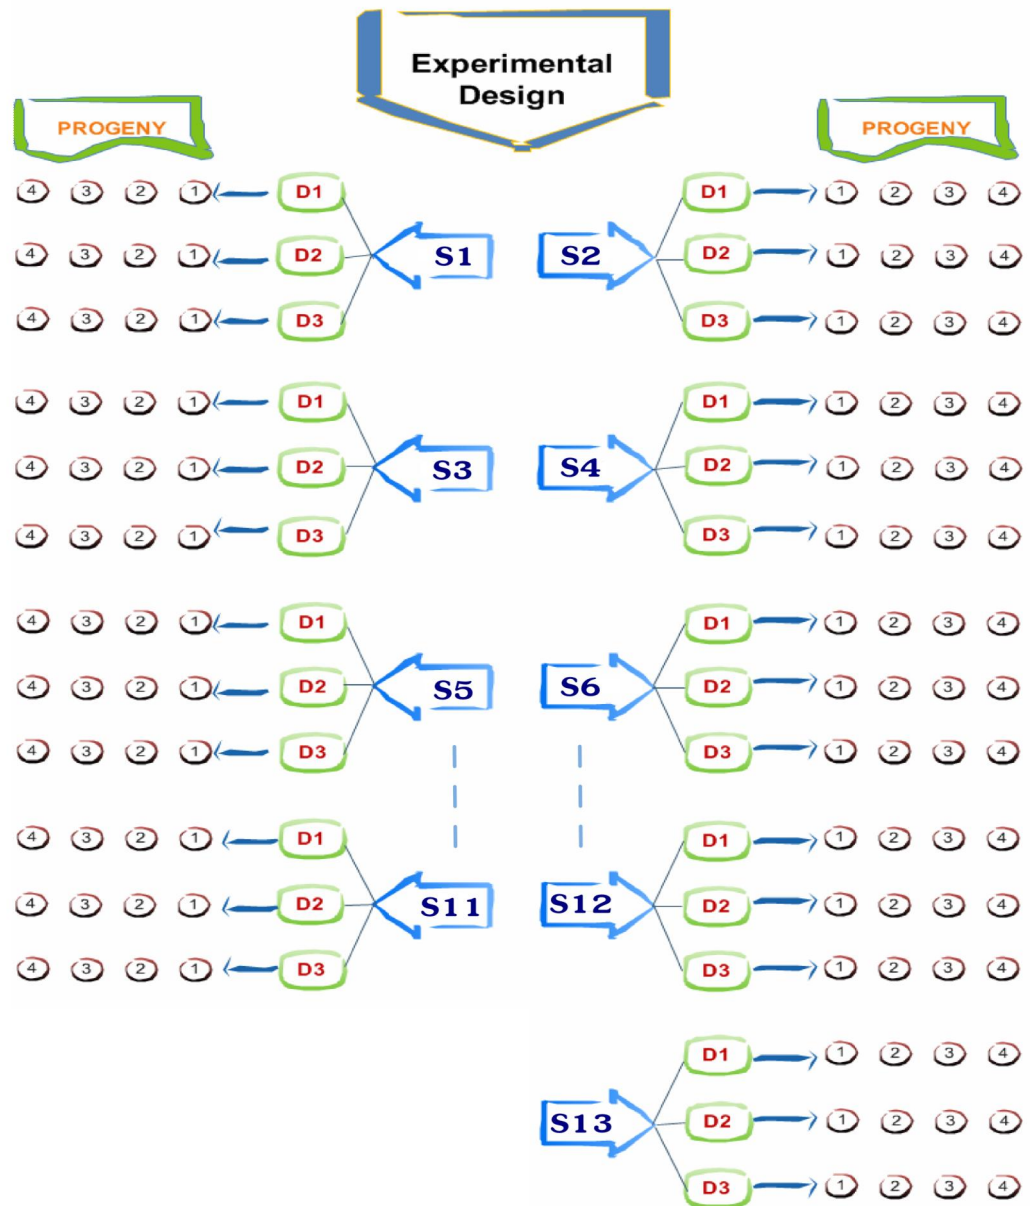 Experimental
Design
PROGENY
PROGENY
4 3 2 1 D1 D1 1 2 3 4
4 3 2 1 D2 S1 S2 D2 1 2 3 4
4 3 2 1 D3 D3 1 2 3 4
4 3 2 1 D1 D1 1 2 3 4
4 3 2 1 D2 S3 S4 D2 1 2 3 4
4 3 2 1 D3 D3 1 2 3 4
4 3 2 1 D1 D1 1 2 3 4
4 3 2 1 D2 S5 S6 D2 1 2 3 4
4 3 2 1 D3 D3 1 2 3 4
4 3 2 1 D1 D1 1 2 3 4
4 3 2 1 D2 S11 S12 D2 1 2 3 4
4 3 2 1 D3 D3 1 2 3 4
D1 1 2 3 4
S13 D2 1 2 3 4
D3 1 2 3 4